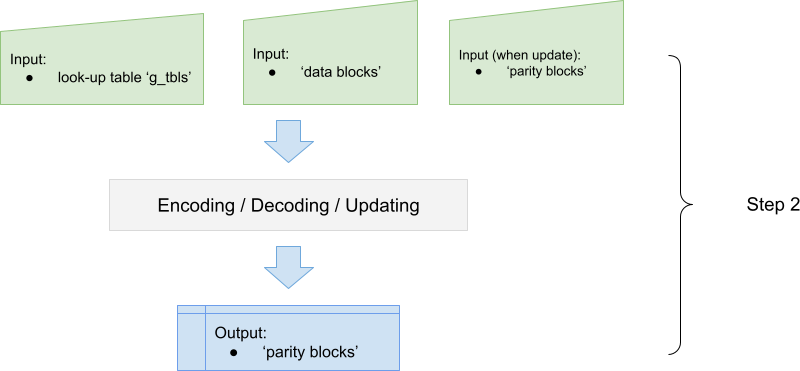 Input:
● look-up table ‘g_tbls’
Input:
● ‘data blocks’
Input (when update):
● ‘parity blocks’
Encoding / Decoding / Updating
Step 2
Output:
● ‘parity blocks’